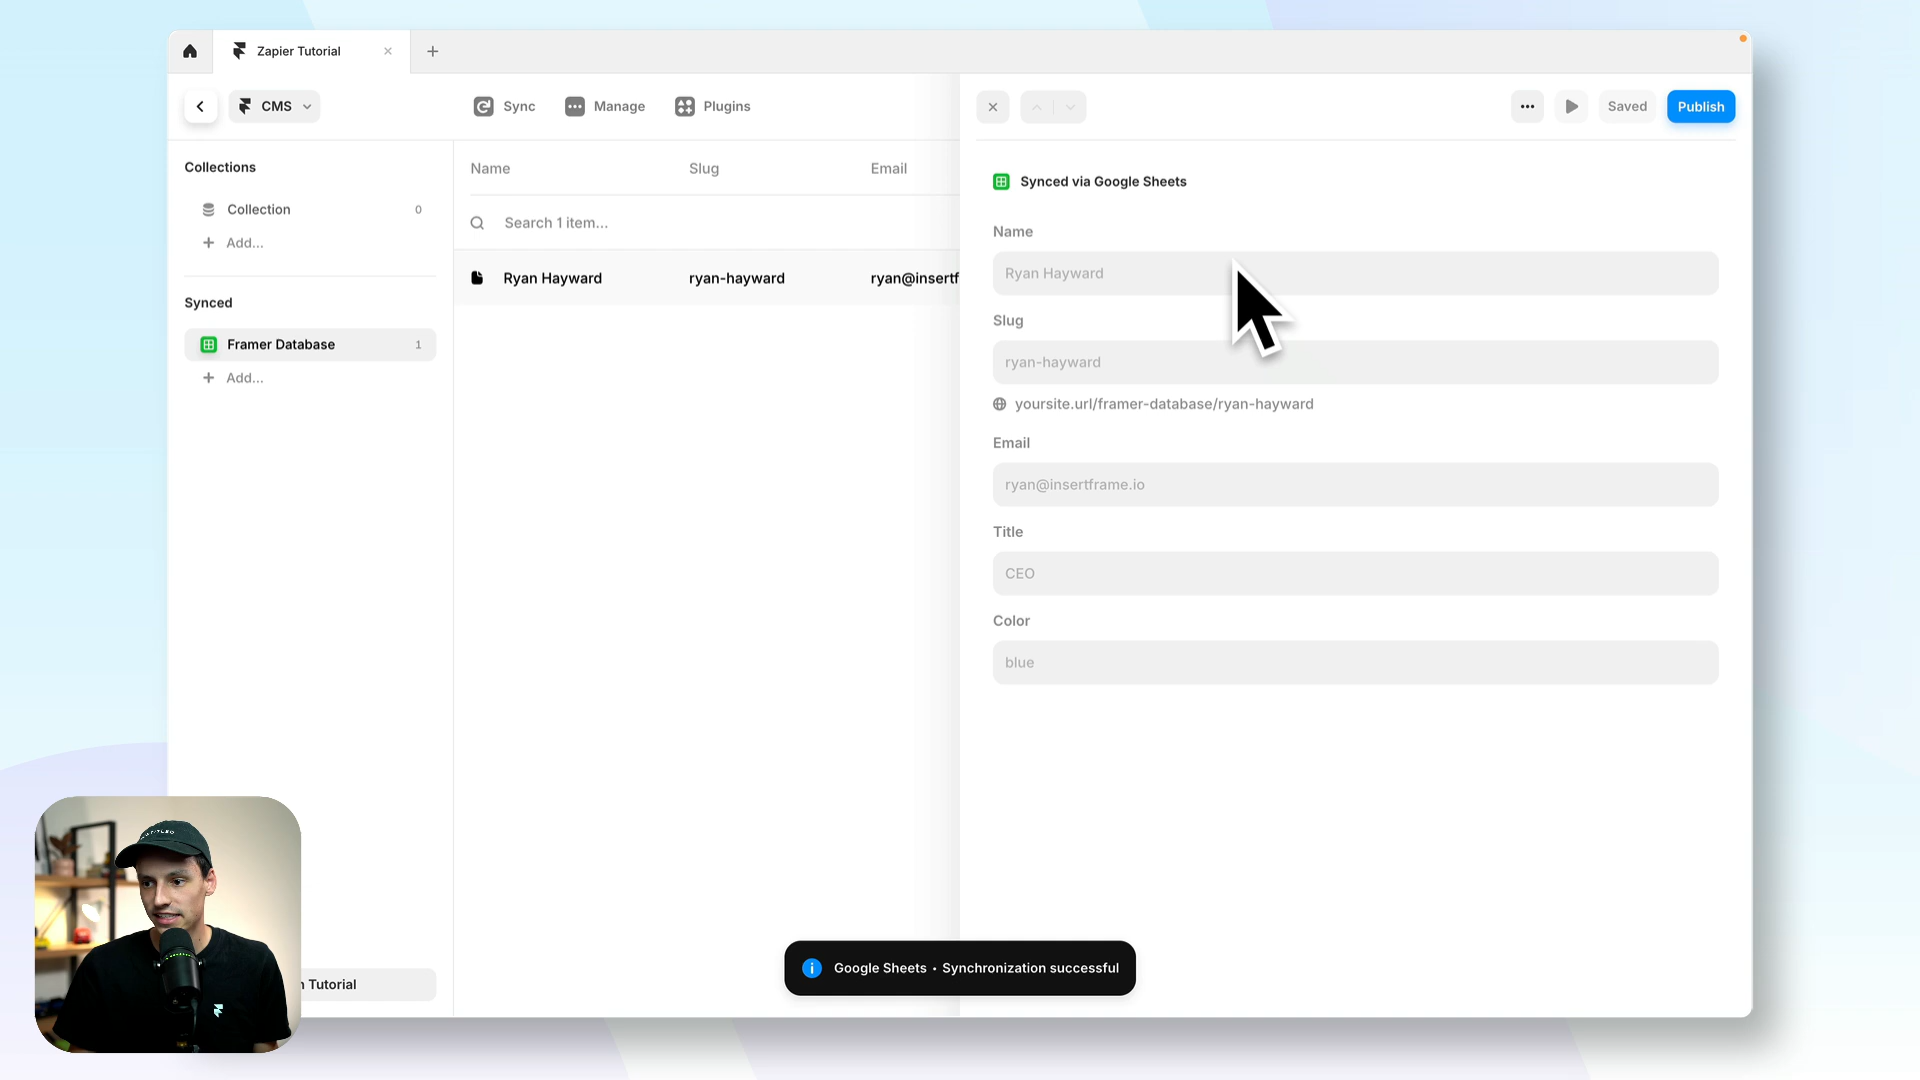 Zapier Tutorial
CMS
Sync
Manage
Plugins
Saved
Publish
Collections
Collection 0
Add...
Synced
Framer Database 1
Add...
Name Slug Email
Search 1 item...
Ryan Hayward ryan-hayward ryan@insertf
Synced via Google Sheets
Name
Ryan Hayward
Slug
ryan-hayward
yoursite.url/framer-database/ryan-hayward
Email
ryan@insertframe.io
Title
CEO
Color
blue
Google Sheets • Synchronization successful
n Tutorial